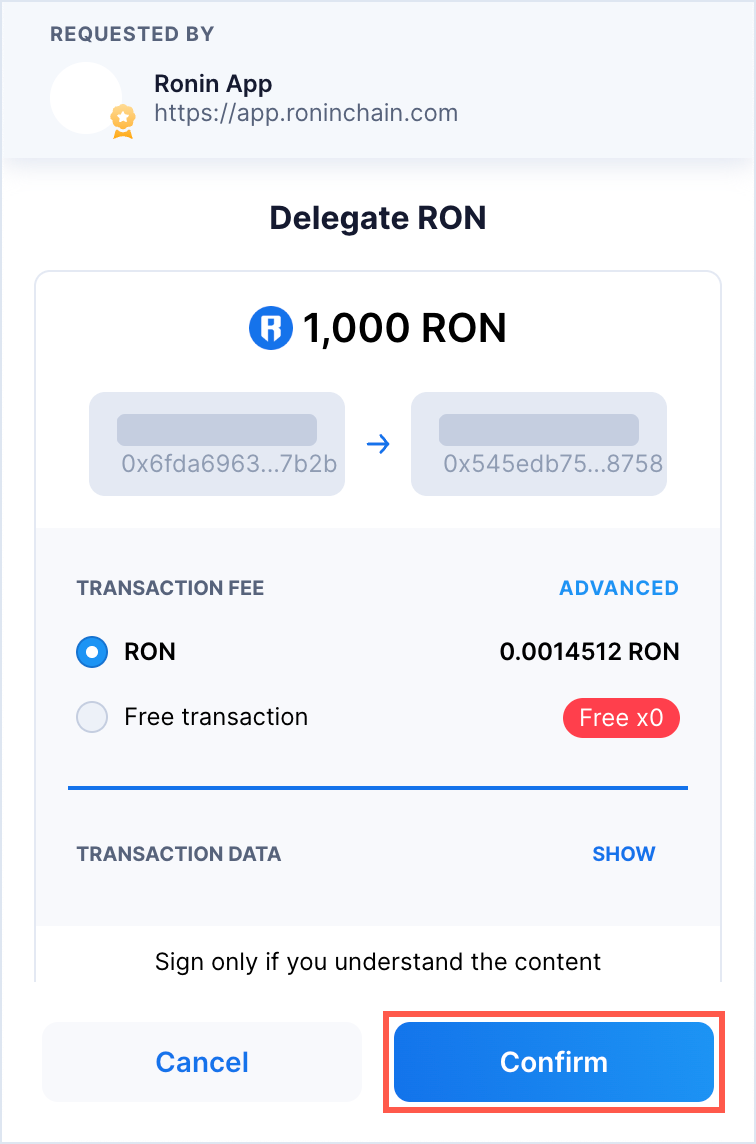 REQUESTED BY
Ronin App
https://app.roninchain.com
Delegate RON
1,000 RON
0x6fda6963...7b2b
0x545edb75...8758
TRANSACTION FEE
ADVANCED
RON
0.0014512 RON
Free transaction
Free x0
TRANSACTION DATA
SHOW
Sign only if you understand the content
Cancel
Confirm